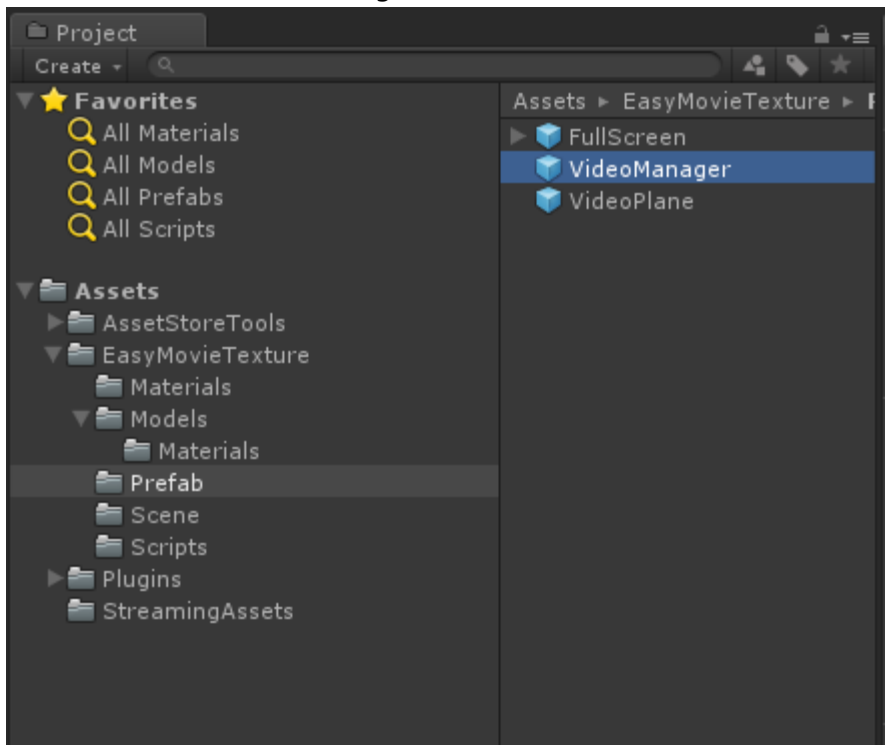 Project
Create
Favorites
All Materials
All Models
All Prefabs
All Scripts
Assets
AssetStoreTools
EasyMovieTexture
Materials
Models
Materials
Prefab
Scene
Scripts
Plugins
StreamingAssets
Assets EasyMovieTexture
FullScreen
VideoManager
VideoPlane